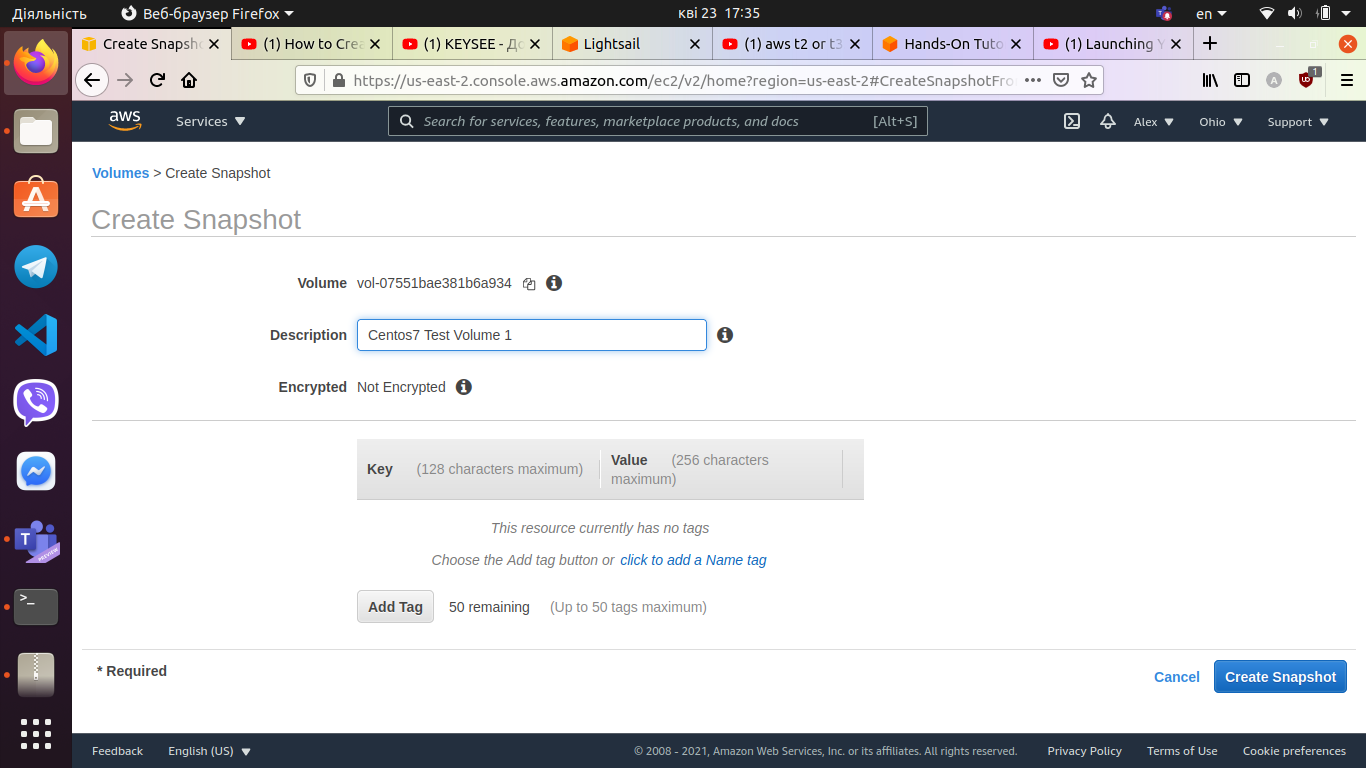 Діяльність
Веб-браузер Firefox
кві 23 17:35
en
Create Snapsh
(1) How to Cre
(1) KEYSEE - До
Lightsail
(1) aws t2 or t3
Hands-On Tuto
(1) Launching Y
https://us-east-2.console.aws.amazon.com/ec2/v2/home?region=us-east-2#CreateSnapshotFro
1
aws
Services
Search for services, features, marketplace products, and docs
[Alt+S]
Alex
Ohio
Support
Volumes > Create Snapshot
Create Snapshot
Volume vol-07551bae381b6a934
Description Centos7 Test Volume 1
Encrypted Not Encrypted
Key (128 characters maximum)
Value (256 characters
maximum)
This resource currently has no tags
Choose the Add tag button or click to add a Name tag
Add Tag 50 remaining (Up to 50 tags maximum)
* Required
Cancel
Create Snapshot
Feedback
English (US)
© 2008 - 2021, Amazon Web Services, Inc. or its affiliates. All rights reserved.
Privacy Policy
Terms of Use
Cookie preferences